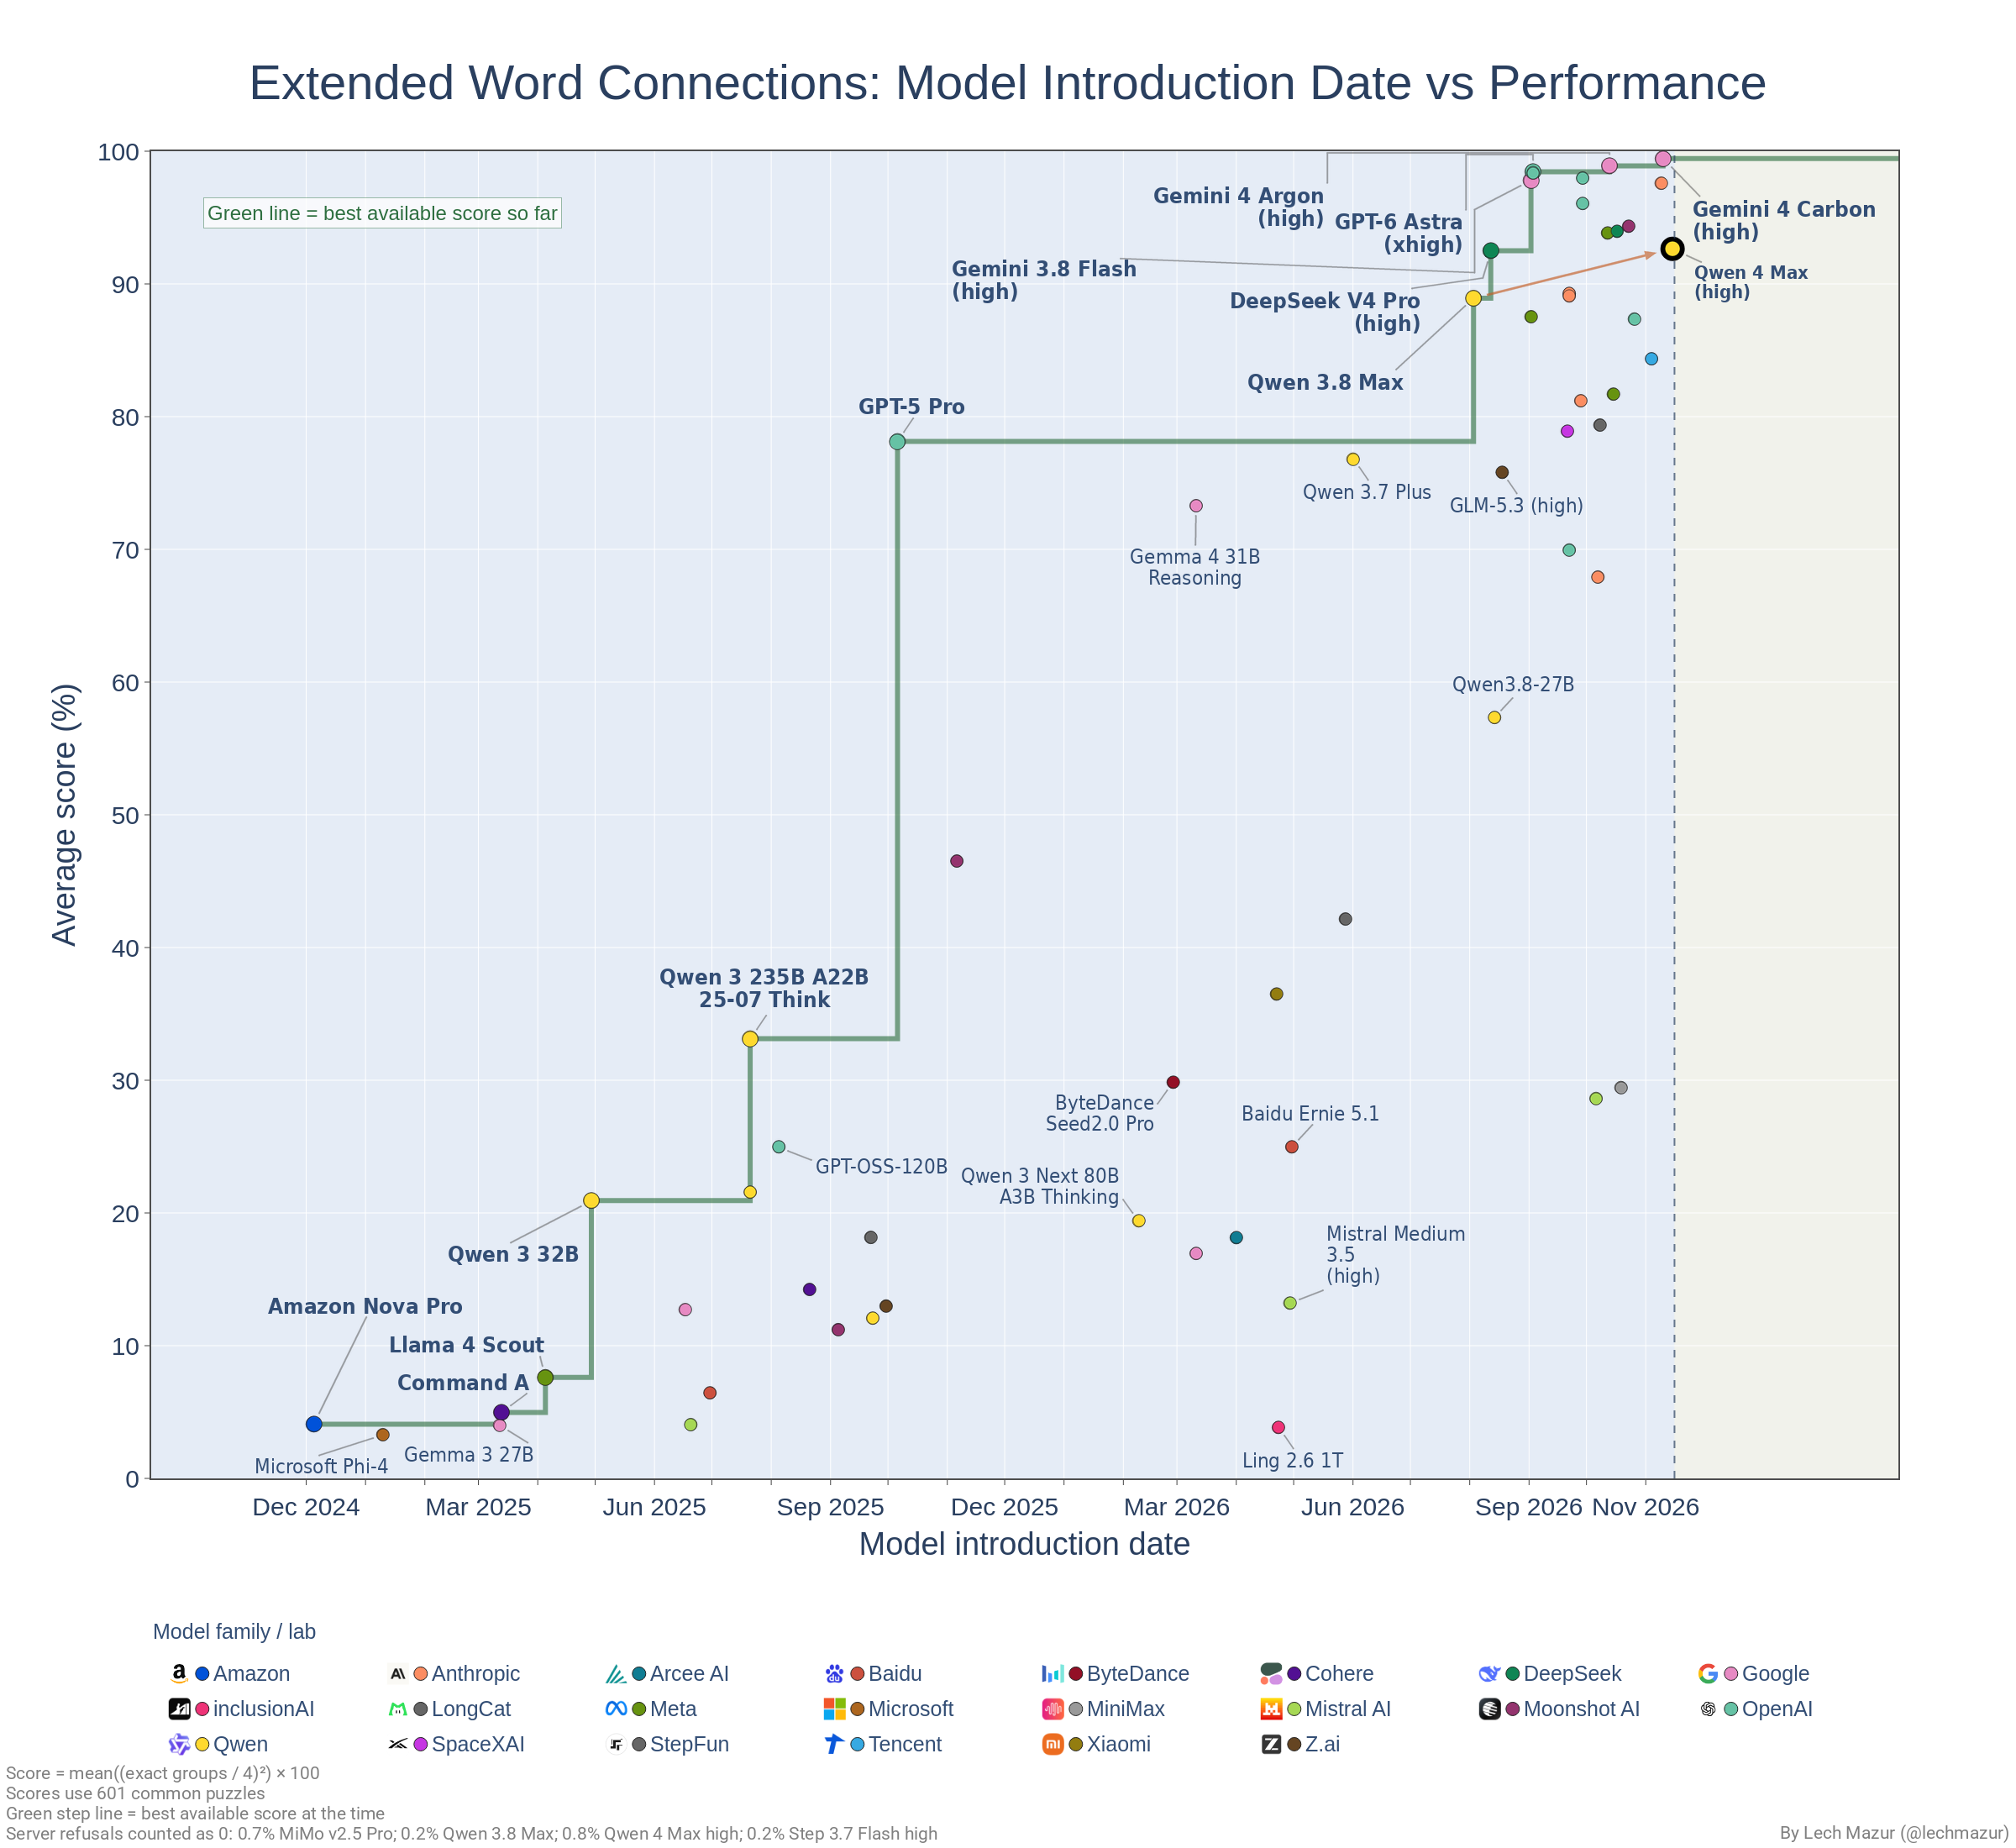 Extended Word Connections: Model Introduction Date vs Performance
Green line = best available score so far
Average score (%)
100
90
80
70
60
50
40
30
20
10
0
Gemini 4 Argon
(high)
GPT-6 Astra
(xhigh)
Gemini 4 Carbon
(high)
Gemini 3.8 Flash
(high)
Qwen 4 Max
(high)
DeepSeek V4 Pro
(high)
Qwen 3.8 Max
GPT-5 Pro
Qwen 3.7 Plus
GLM-5.3 (high)
Gemma 4 31B
Reasoning
Qwen3.8-27B
Qwen 3 235B A22B
25-07 Think
ByteDance
Seed2.0 Pro
Baidu Ernie 5.1
GPT-OSS-120B
Qwen 3 Next 80B
A3B Thinking
Qwen 3 32B
Mistral Medium
3.5
(high)
Amazon Nova Pro
Llama 4 Scout
Command A
Gemma 3 27B
Microsoft Phi-4
Ling 2.6 1T
Dec 2024 Mar 2025 Jun 2025 Sep 2025 Dec 2025 Mar 2026 Jun 2026 Sep 2026 Nov 2026
Model introduction date
Model family / lab
Amazon Anthropic Arcee AI Baidu ByteDance Cohere DeepSeek Google
inclusionAI LongCat Meta Microsoft MiniMax Mistral AI Moonshot AI OpenAI
Qwen SpaceXAI StepFun Tencent Xiaomi Z.ai
Score = mean((exact groups / 4)²) × 100
Scores use 601 common puzzles
Green step line = best available score at the time
Server refusals counted as 0: 0.7% MiMo v2.5 Pro; 0.2% Qwen 3.8 Max; 0.8% Qwen 4 Max high; 0.2% Step 3.7 Flash high
By Lech Mazur (@lechmazur)